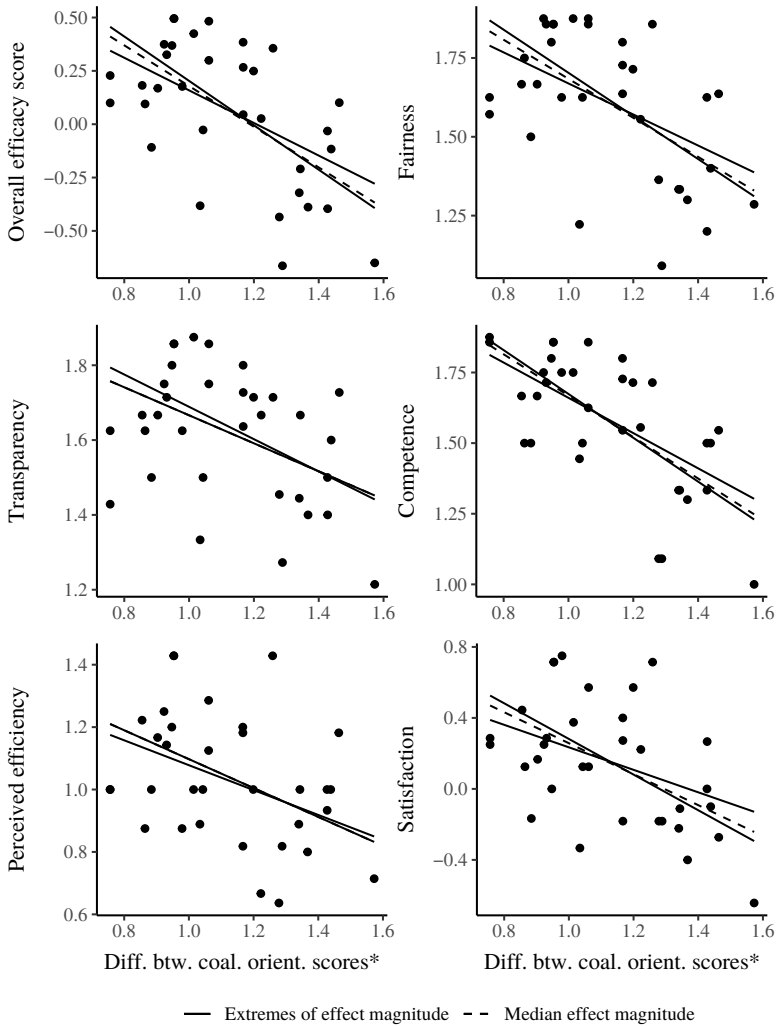 Overall efficacy score
0.50
0.25
0.00
−0.25
−0.50
0.8 1.0 1.2 1.4 1.6
Fairness
1.75
1.50
1.25
0.8 1.0 1.2 1.4 1.6
Transparency
1.8
1.6
1.4
1.2
0.8 1.0 1.2 1.4 1.6
Competence
1.75
1.50
1.25
1.00
0.8 1.0 1.2 1.4 1.6
Perceived efficiency
1.4
1.2
1.0
0.8
0.6
0.8 1.0 1.2 1.4 1.6
Diff. btw. coal. orient. scores*
Satisfaction
0.8
0.4
0.0
−0.4
0.8 1.0 1.2 1.4 1.6
Diff. btw. coal. orient. scores*
Extremes of effect magnitude Median effect magnitude